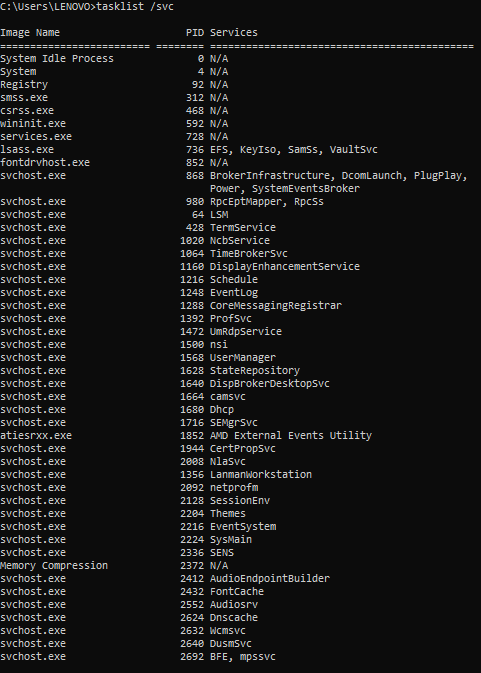 C:\Users\LENOVO>tasklist /svc
Image Name                     PID Services
========================= ======== ============================================
System Idle Process              0 N/A
System                           4 N/A
Registry                        92 N/A
smss.exe                       312 N/A
csrss.exe                      468 N/A
wininit.exe                    592 N/A
services.exe                   728 N/A
lsass.exe                      736 EFS, KeyIso, SamSs, VaultSvc
fontdrvhost.exe                852 N/A
svchost.exe                    868 BrokerInfrastructure, DcomLaunch, PlugPlay,
                                   Power, SystemEventsBroker
svchost.exe                    980 RpcEptMapper, RpcSs
svchost.exe                     64 LSM
svchost.exe                    428 TermService
svchost.exe                   1020 NcbService
svchost.exe                   1064 TimeBrokerSvc
svchost.exe                   1160 DisplayEnhancementService
svchost.exe                   1216 Schedule
svchost.exe                   1248 EventLog
svchost.exe                   1288 CoreMessagingRegistrar
svchost.exe                   1392 ProfSvc
svchost.exe                   1472 UmRdpService
svchost.exe                   1500 nsi
svchost.exe                   1568 UserManager
svchost.exe                   1628 StateRepository
svchost.exe                   1640 DispBrokerDesktopSvc
svchost.exe                   1664 camsvc
svchost.exe                   1680 Dhcp
svchost.exe                   1716 SEMgrSvc
atiesrxx.exe                  1852 AMD External Events Utility
svchost.exe                   1944 CertPropSvc
svchost.exe                   2008 NlaSvc
svchost.exe                   1356 LanmanWorkstation
svchost.exe                   2092 netprofm
svchost.exe                   2128 SessionEnv
svchost.exe                   2204 Themes
svchost.exe                   2216 EventSystem
svchost.exe                   2224 SysMain
svchost.exe                   2336 SENS
Memory Compression            2372 N/A
svchost.exe                   2412 AudioEndpointBuilder
svchost.exe                   2432 FontCache
svchost.exe                   2552 Audiosrv
svchost.exe                   2624 Dnscache
svchost.exe                   2632 Wcmsvc
svchost.exe                   2640 DusmSvc
svchost.exe                   2692 BFE, mpssvc